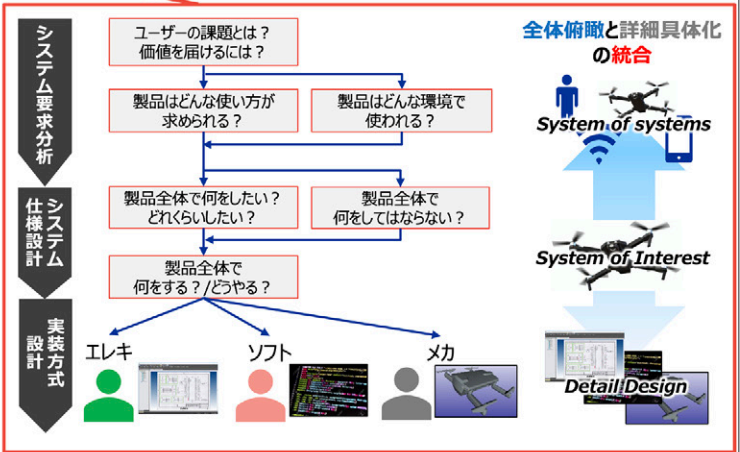 システム要求分析
ユーザーの課題とは？
価値を届けるには？
製品はどんな使い方が
求められる？
製品はどんな環境で
使われる？
システム
仕様設計
製品全体で何をしたい？
どれくらいしたい？
製品全体で
何をしてはならない？
製品全体で
何をする？/どうやる？
実装方式
設計
エレキ
ソフト
メカ
全体俯瞰と詳細具体化
の統合
System of systems
System of Interest
Detail Design